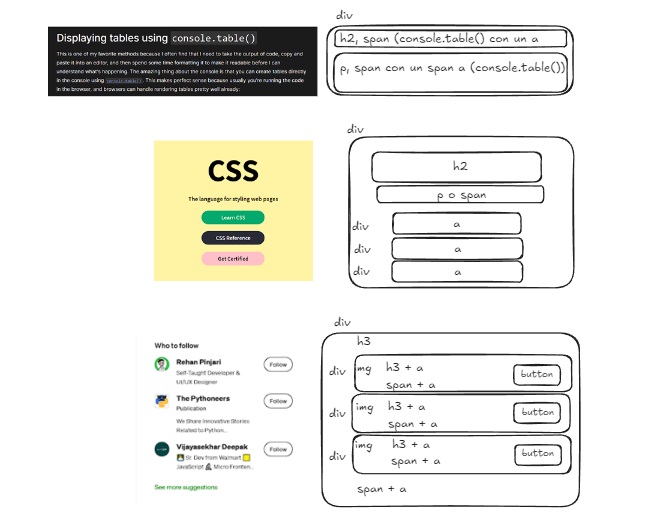 div
Displaying tables using console.table()
h2, span (console.table() con un a
This is one of my favorite methods because I often find that I need to take the output of code, copy and
paste it into an editor, and then spend some time formatting it to make it readable before I can
understand what's happening. The amazing thing about the console is that you can create tables directly
in the console using console.table(). This makes perfect sense because usually you're running the code
in the browser, and browsers can handle rendering tables pretty well already:
p, span con un span a (console.table())
div
CSS
h2
The language for styling web pages
p o span
Learn CSS
div
a
CSS Reference
div
a
Get Certified
div
a
div
Who to follow
h3
Rehan Pinjari
Self-Taught Developer &
UI/UX Designer
Follow
div
img
h3 + a
span + a
button
The Pythoneers
Publication
We Share Innovative Stories
Related to Python...
Follow
div
img
h3 + a
span + a
button
Vijayasekhar Deepak
Sr. Dev from Walmart
JavaScript
Micro Fronten...
Follow
div
img
h3 + a
span + a
button
See more suggestions
span + a